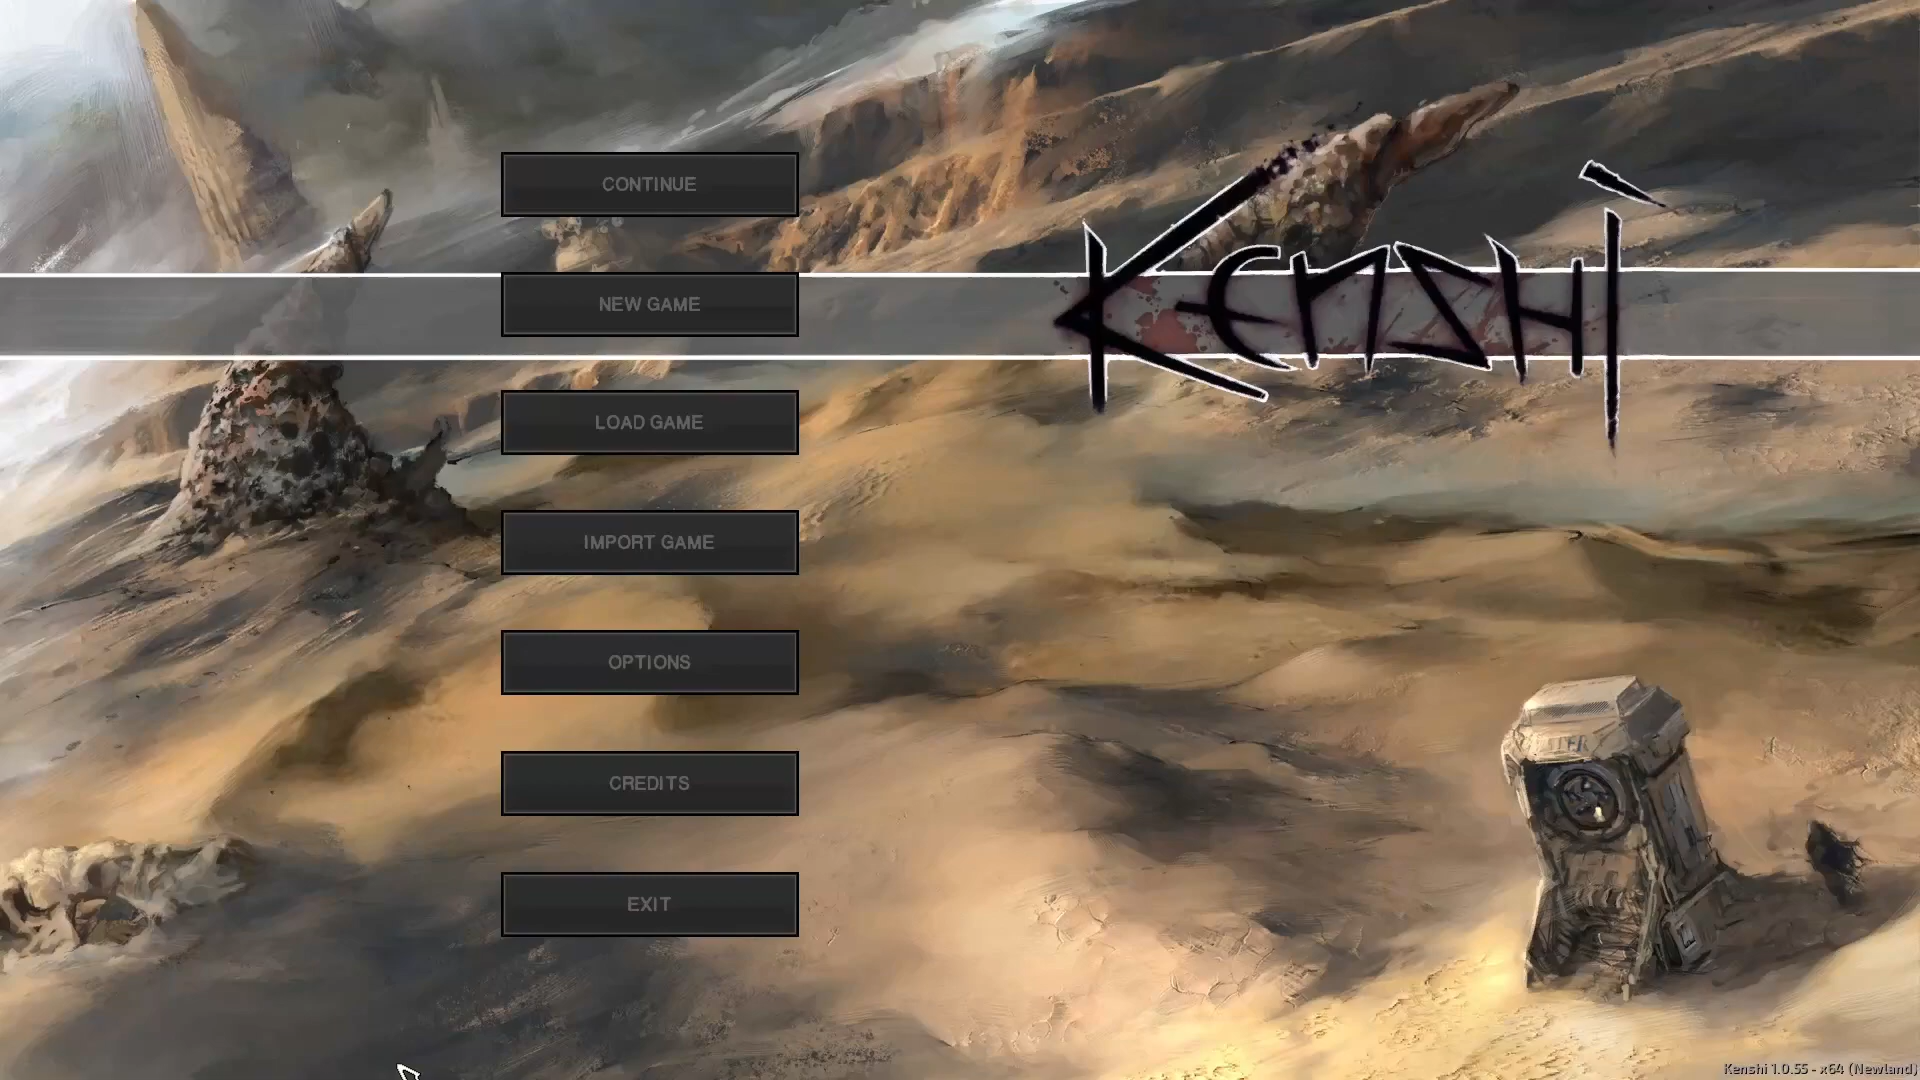 CONTINUE
KENSHI
NEW GAME
LOAD GAME
IMPORT GAME
OPTIONS
CREDITS
EXIT
Kenshi 1.0.55 - x64 (Newland)